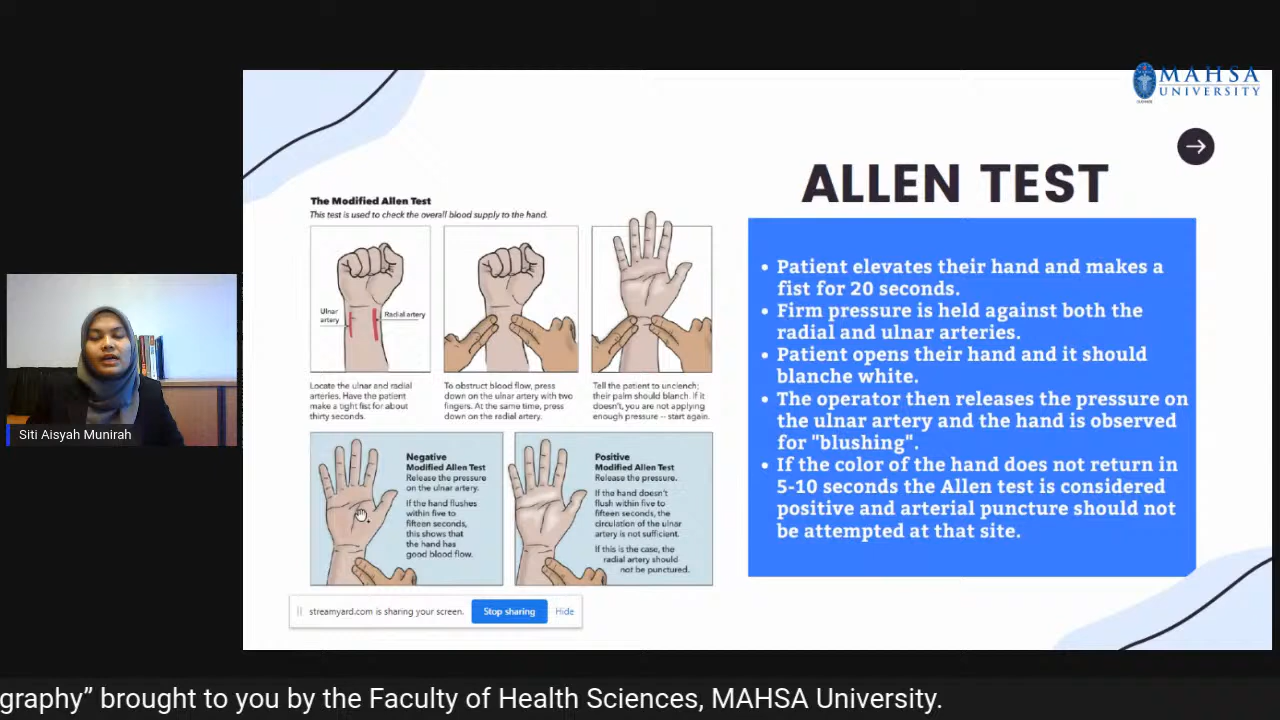 MAHSA
UNIVERSITY
ALLEN TEST
The Modified Allen Test
This test is used to check the overall blood supply to the hand.
Ulnar
artery
Radial artery
Locate the ulnar and radial
arteries. Have the patient
make a tight fist for about
thirty seconds.
To obstruct blood flow, press
down on the ulnar artery with two
fingers. At the same time, press
down on the radial artery.
Tell the patient to unclench;
their palm should blanch. If it
doesn't, you are not applying
enough pressure -- start again.
Negative
Modified Allen Test
Release the pressure
on the ulnar artery.
If the hand flushes
within five to
fifteen seconds,
this shows that
the hand has
good blood flow.
Positive
Modified Allen Test
Release the pressure.
If the hand doesn't
flush within five to
fifteen seconds, the
circulation of the ulnar
artery is not sufficient.
If this is the case, the
radial artery should
not be punctured.
• Patient elevates their hand and makes a
fist for 20 seconds.
• Firm pressure is held against both the
radial and ulnar arteries.
• Patient opens their hand and it should
blanche white.
• The operator then releases the pressure on
the ulnar artery and the hand is observed
for "blushing".
• If the color of the hand does not return in
5-10 seconds the Allen test is considered
positive and arterial puncture should not
be attempted at that site.
Siti Aisyah Munirah
streamyard.com is sharing your screen.
Stop sharing
Hide
graphy” brought to you by the Faculty of Health Sciences, MAHSA University.